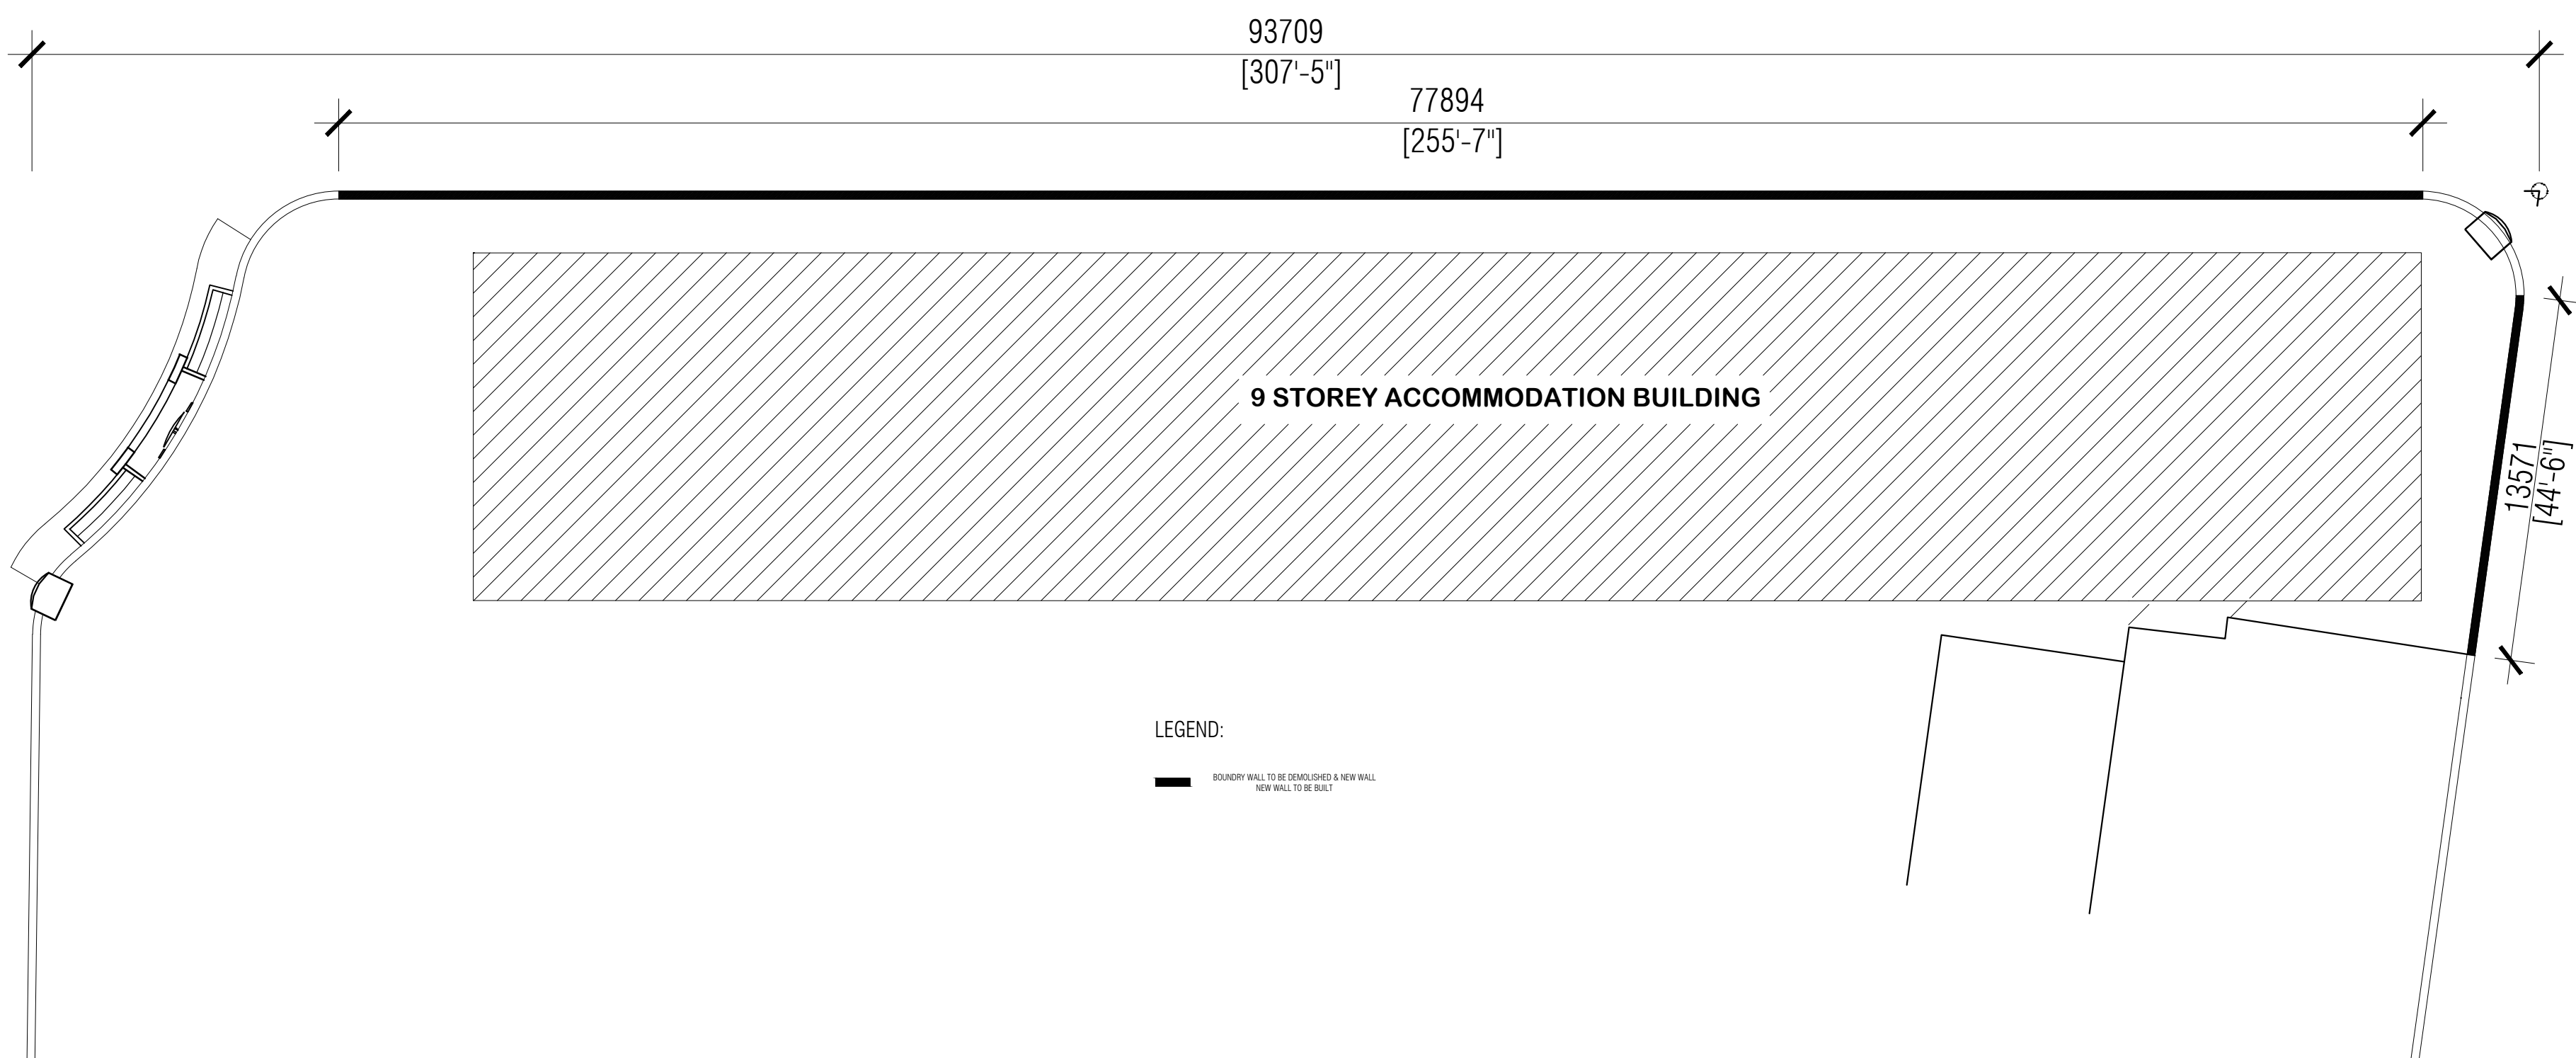 93709
[307'-5"]
77894
[255'-7"]
9 STOREY ACCOMMODATION BUILDING
13571
[44'-6"]
LEGEND:
BOUNDRY WALL TO BE DEMOLISHED & NEW WALL
NEW WALL TO BE BUILT